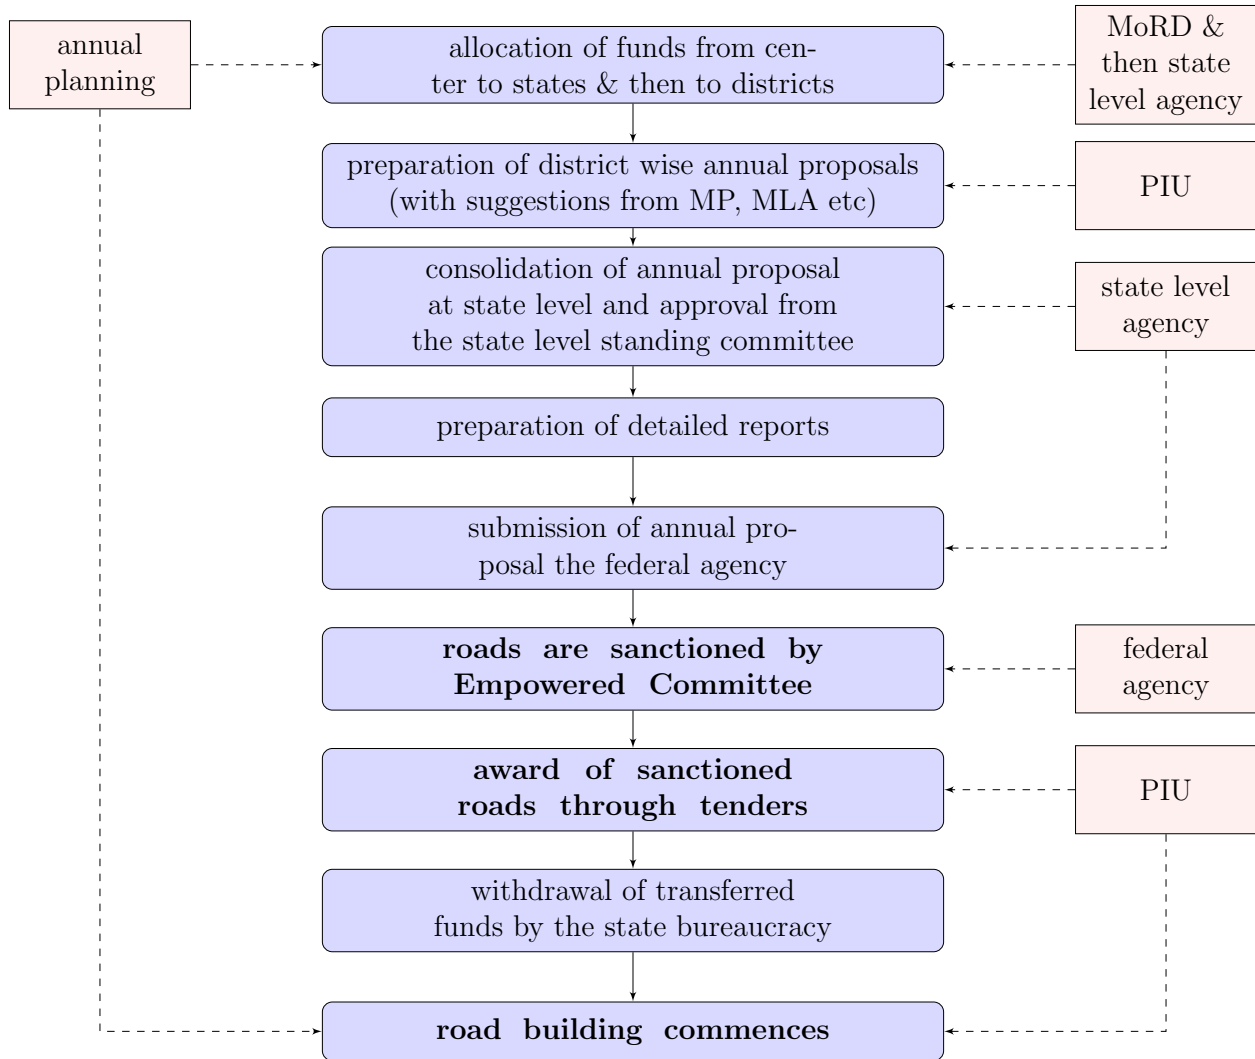 annual
planning
allocation of funds from cen-
ter to states & then to districts
MoRD &
then state
level agency
preparation of district wise annual proposals
(with suggestions from MP, MLA etc)
PIU
consolidation of annual proposal
at state level and approval from
the state level standing committee
state level
agency
preparation of detailed reports
submission of annual pro-
posal the federal agency
roads are sanctioned by
Empowered Committee
federal
agency
award of sanctioned
roads through tenders
PIU
withdrawal of transferred
funds by the state bureaucracy
road building commences